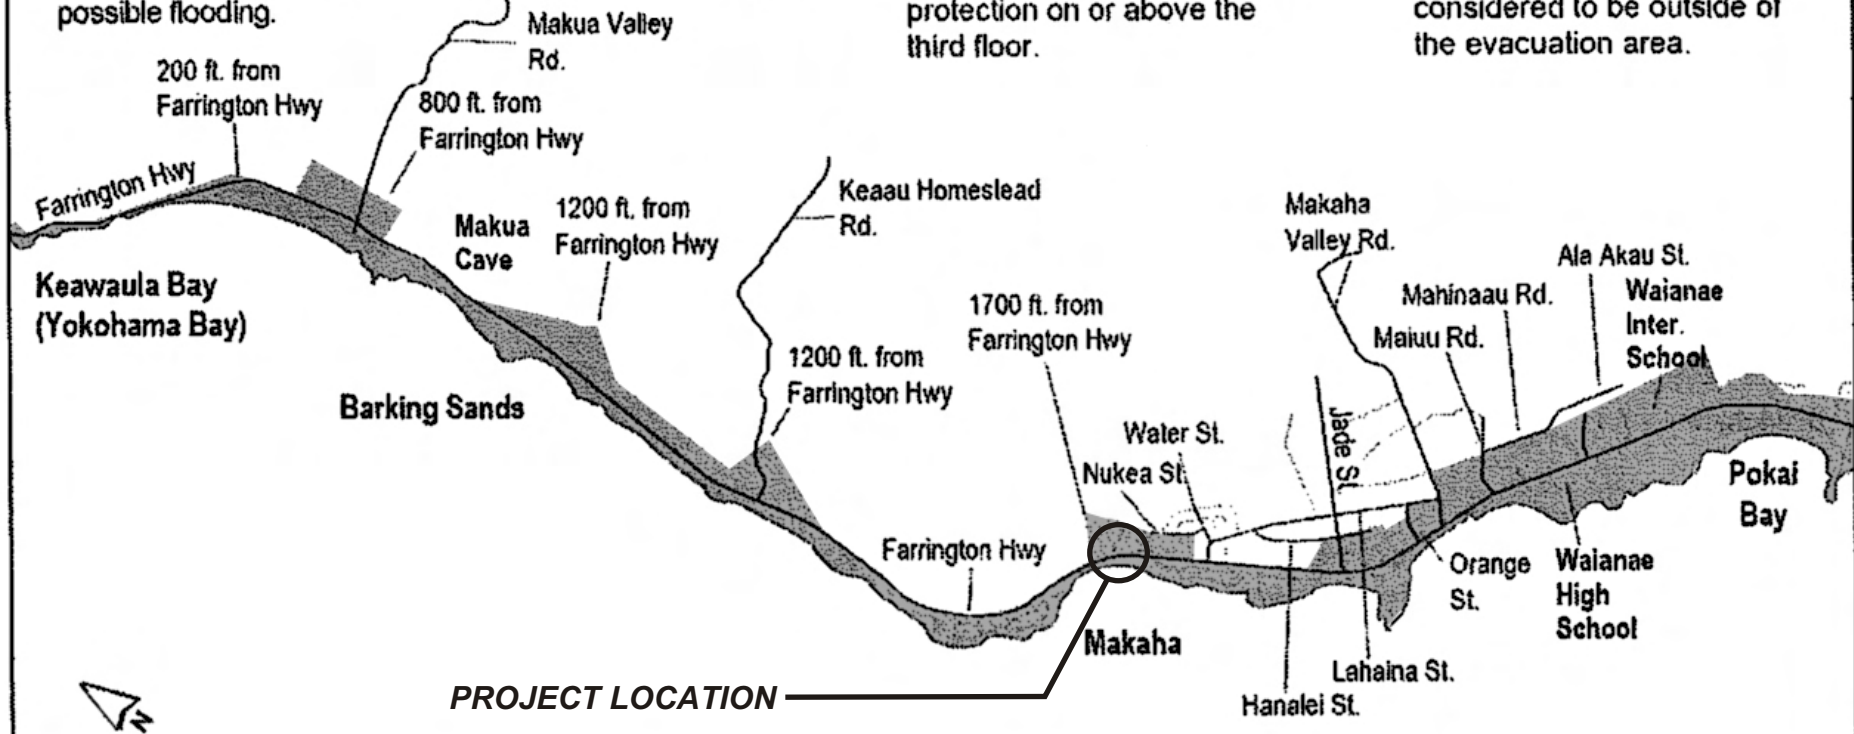 possible flooding.
protection on or above the
third floor.
considered to be outside of
the evacuation area.
Makua Valley
Rd.
200 ft. from
Farrington Hwy
800 ft. from
Farrington Hwy
Farrington Hwy
Makua
Cave
1200 ft. from
Farrington Hwy
Keaau Homeslead
Rd.
Makaha
Valley Rd.
Ala Akau St.
Waianae
Inter.
School
Mahinaau Rd.
Maiuu Rd.
Keawaula Bay
(Yokohama Bay)
1700 ft. from
Farrington Hwy
1200 ft. from
Farrington Hwy
Barking Sands
Water St.
Nukea St.
Jade St.
Pokai
Bay
Farrington Hwy
Orange
St.
Waianae
High
School
Makaha
Lahaina St.
Hanalei St.
PROJECT LOCATION
N